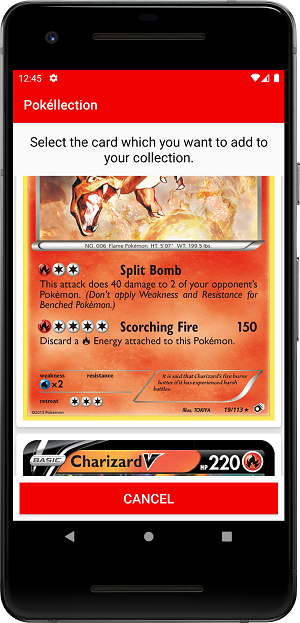 12:45
Pokéllection
Select the card which you want to add to
your collection.
NO. 006 Flame Pokémon HT: 5'07" WT: 199.5 lbs.
Split Bomb
This attack does 40 damage to 2 of your opponent's
Pokémon. (Don't apply Weakness and Resistance for
Benched Pokémon.)
Scorching Fire 150
Discard a Energy attached to this Pokémon.
weakness resistance
×2
retreat
It is said that Charizard's fire burns
hotter if it has experienced harsh
battles.
©2013 Pokémon Illus. TOKIYA 19/113 ★
BASIC Charizard V HP 220
CANCEL